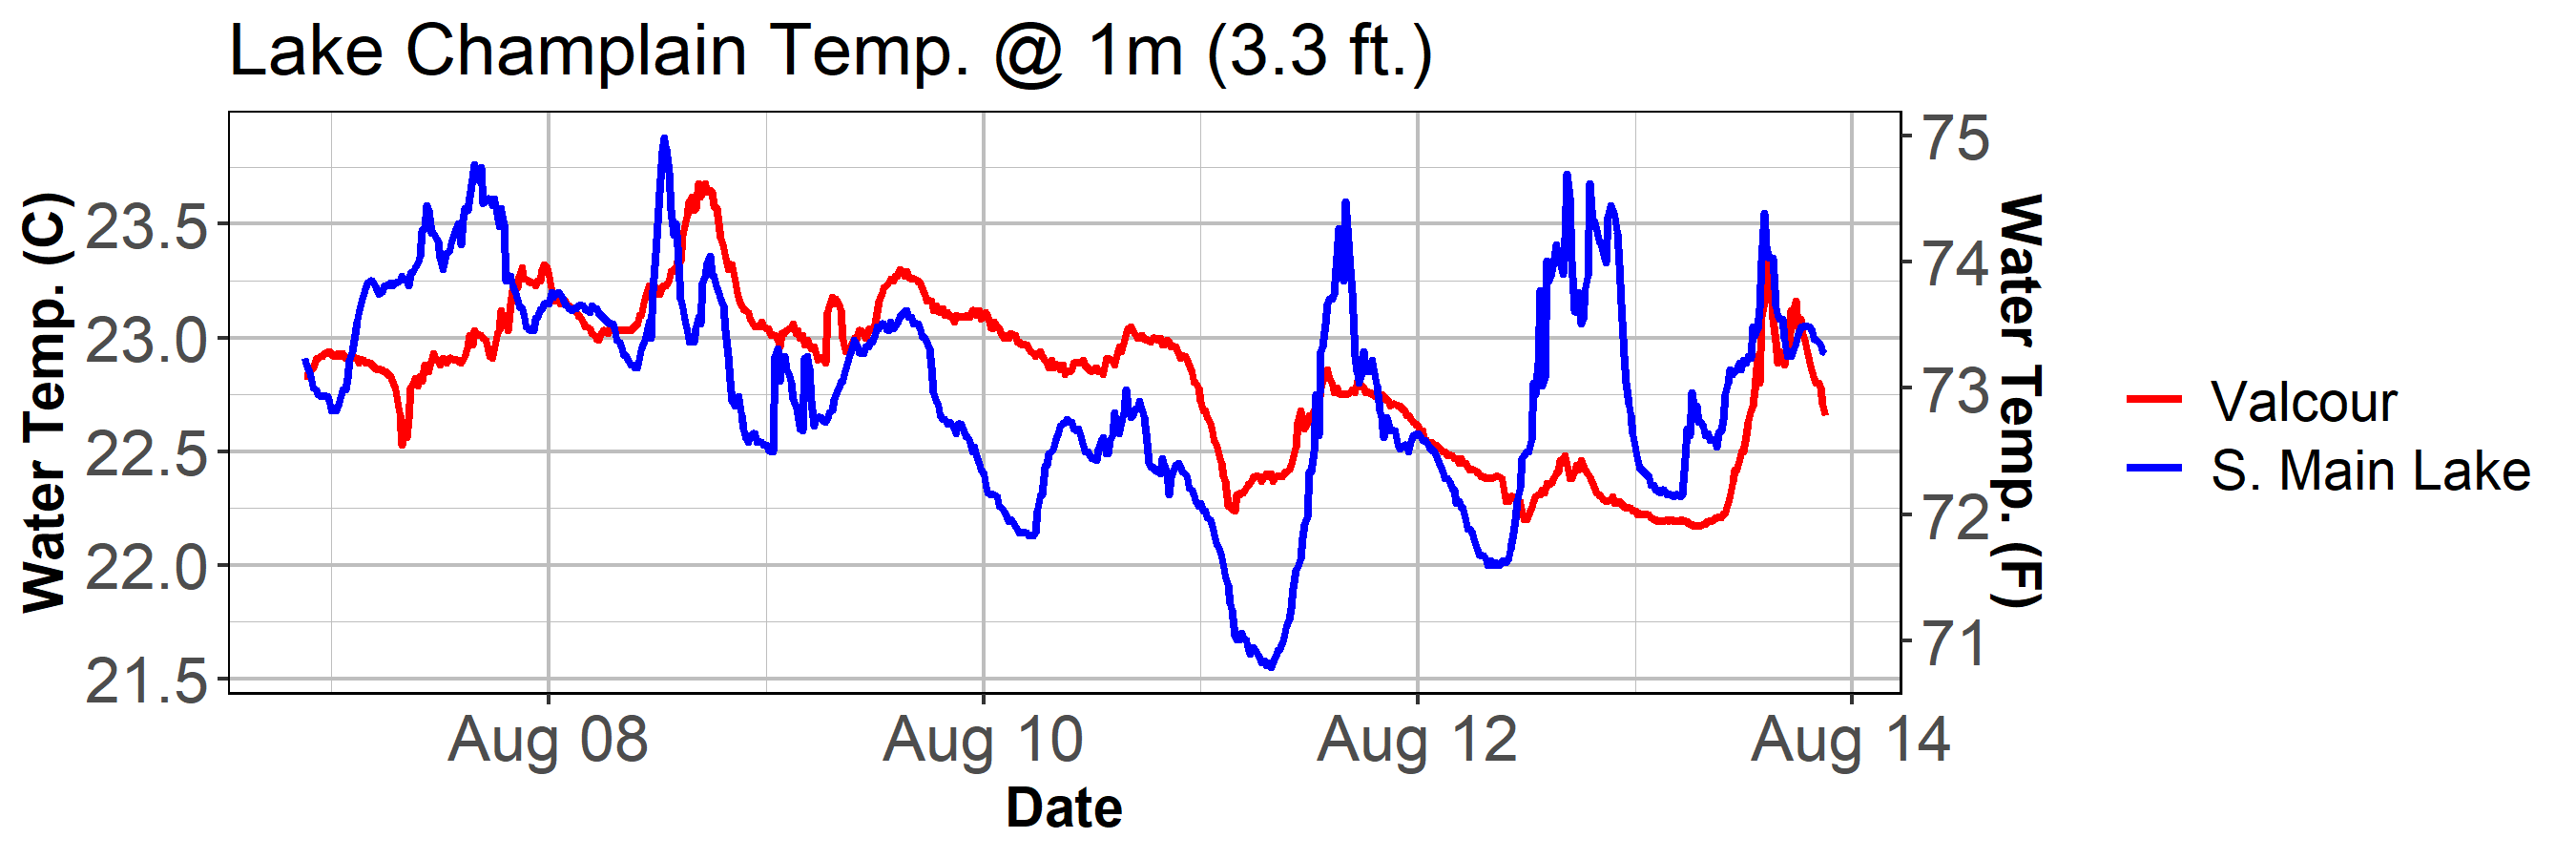 Lake Champlain Temp. @ 1m (3.3 ft.)
Water Temp. (C)
23.5
23.0
22.5
22.0
21.5
75
74
73
72
71
Water Temp. (F)
Aug 08
Aug 10
Aug 12
Aug 14
Date
Valcour
S. Main Lake